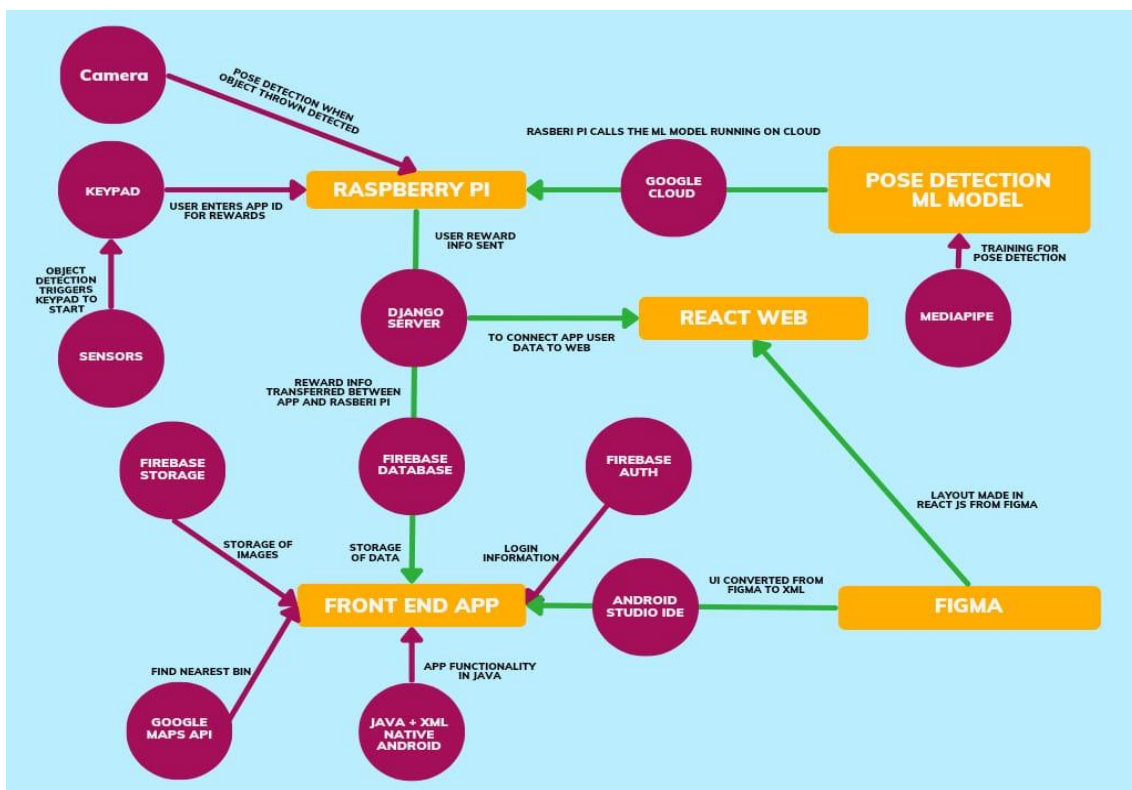 Camera
POSE DETECTION WHEN
OBJECT THROWN DETECTED
RASBERI PI CALLS THE ML MODEL RUNNING ON CLOUD
KEYPAD
USER ENTERS APP ID
FOR REWARDS
RASPBERRY PI
GOOGLE
CLOUD
POSE DETECTION
ML MODEL
USER REWARD
INFO SENT
TRAINING FOR
POSE DETECTION
OBJECT
DETECTION
TRIGGERS
KEYPAD TO
START
DJANGO
SERVER
REACT WEB
MEDIAPIPE
SENSORS
TO CONNECT APP USER
DATA TO WEB
REWARD INFO
TRANSFERRED BETWEEN
APP AND RASBERI PI
FIREBASE
STORAGE
FIREBASE
DATABASE
FIREBASE
AUTH
LAYOUT MADE IN
REACT JS FROM FIGMA
STORAGE OF
IMAGES
STORAGE
OF DATA
LOGIN
INFORMATION
FRONT END APP
ANDROID
STUDIO IDE
UI CONVERTED FROM
FIGMA TO XML
FIGMA
FIND NEAREST BIN
APP FUNCTIONALITY
IN JAVA
GOOGLE
MAPS API
JAVA + XML
NATIVE
ANDROID